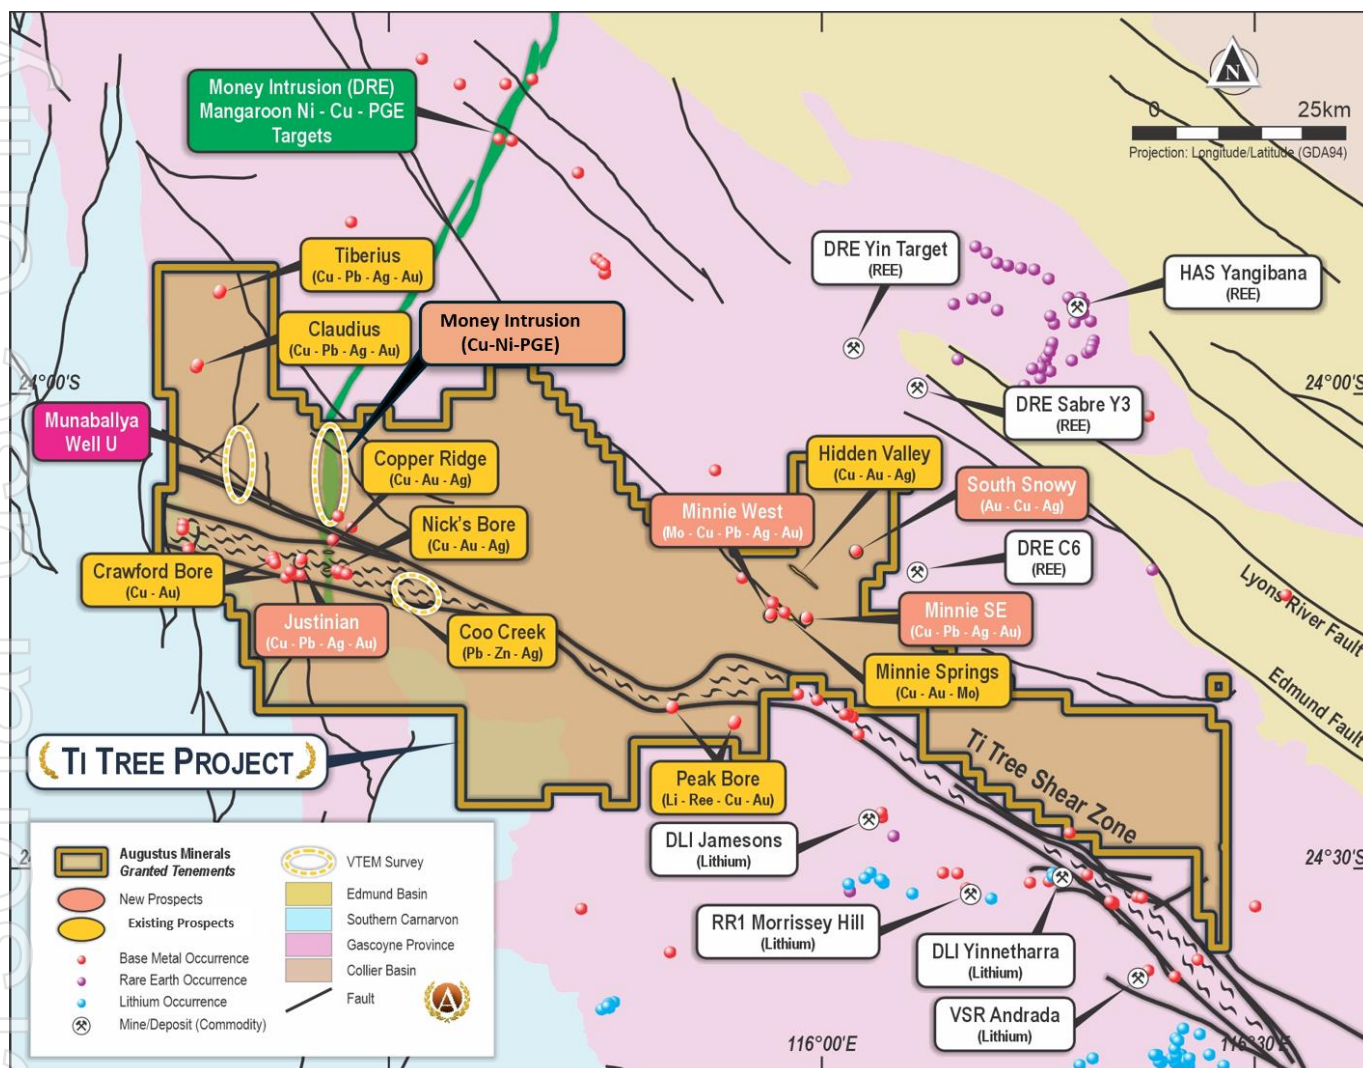 Money Intrusion (DRE)
Mangaroon Ni - Cu - PGE
Targets
N
0 25km
Projection: Longitude/Latitude (GDA94)
Tiberius
(Cu - Pb - Ag - Au)
DRE Yin Target
(REE)
HAS Yangibana
(REE)
Claudius
(Cu - Pb - Ag - Au)
Money Intrusion
(Cu-Ni-PGE)
24°00'S
24°00'S
DRE Sabre Y3
(REE)
Munaballya
Well U
Copper Ridge
(Cu - Au - Ag)
Hidden Valley
(Cu - Au - Ag)
South Snowy
(Au - Cu - Ag)
Minnie West
(Mo - Cu - Pb - Ag - Au)
Nick's Bore
(Cu - Au - Ag)
DRE C6
(REE)
Crawford Bore
(Cu - Au)
Lyons River Fault
Justinian
(Cu - Pb - Ag - Au)
Coo Creek
(Pb - Zn - Ag)
Minnie SE
(Cu - Pb - Ag - Au)
Minnie Springs
(Cu - Au - Mo)
Edmund Fault
TI TREE PROJECT
Peak Bore
(Li - Ree - Cu - Au)
Ti Tree Shear Zone
DLI Jamesons
(Lithium)
24°30'S
RR1 Morrissey Hill
(Lithium)
DLI Yinnetharra
(Lithium)
VSR Andrada
(Lithium)
116°00'E
116°30'E
Augustus Minerals
Granted Tenements
New Prospects
Existing Prospects
Base Metal Occurrence
Rare Earth Occurrence
Lithium Occurrence
Mine/Deposit (Commodity)
VTEM Survey
Edmund Basin
Southern Carnarvon
Gascoyne Province
Collier Basin
Fault
A